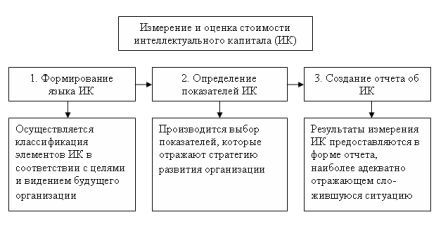 Измерение и оценка стоимости
интеллектуального капитала (ИК)
1. Формирование
языка ИК
2. Определение
показателей ИК
3. Создание отчета об
ИК
Осуществляется
классификация
элементов ИК в
соответствии с целями
и видением будущего
организации
Производится выбор
показателей, которые
отражают стратегию
развития организации
Результаты измерения
ИК предоставляются в
форме отчета,
наиболее адекватно
отражающем сло-
жившуюся ситуацию